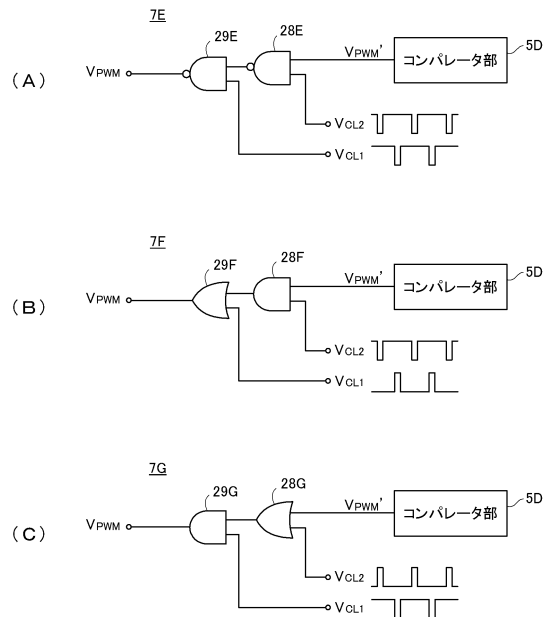 7E
29E
28E
(A)
VPWM
VPWM'
コンパレータ部
5D
VCL2
VCL1
7F
29F
28F
(B)
VPWM
VPWM'
コンパレータ部
5D
VCL2
VCL1
7G
29G
28G
(C)
VPWM
VPWM'
コンパレータ部
5D
VCL2
VCL1